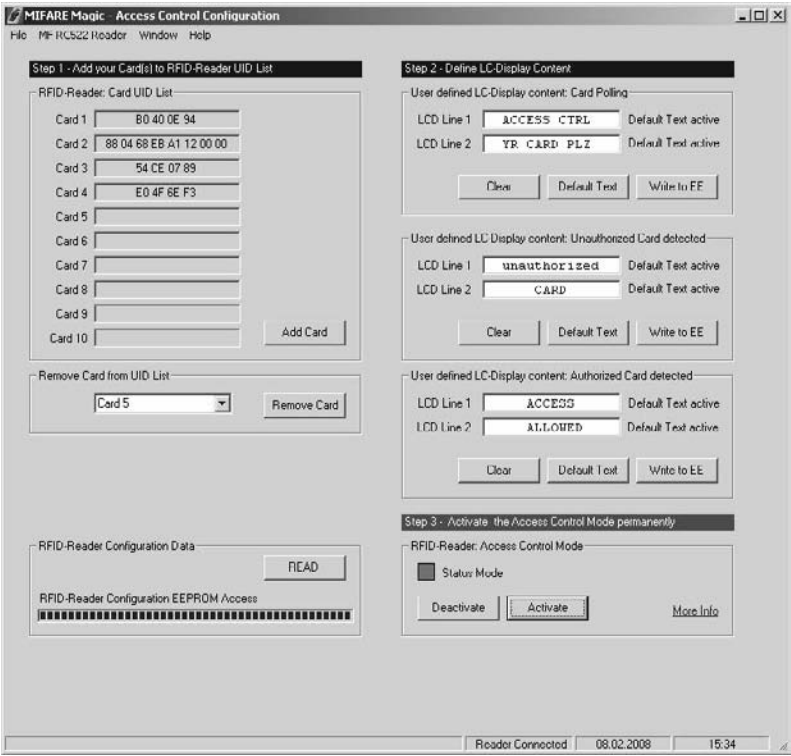 MIFARE Magic - Access Control Configuration
File MF RC522 Reader Window Help
Step 1 - Add your Card(s) to RFID-Reader UID List
RFID-Reader: Card UID List
Card 1 B0 40 0E 94
Card 2 88 04 68 EB A1 12 00 00
Card 3 54 CE 07 89
Card 4 E0 4F 6E F3
Card 5
Card 6
Card 7
Card 8
Card 9
Card 10
Add Card
Remove Card from UID List
Card 5
Remove Card
RFID-Reader Configuration Data
READ
RFID-Reader Configuration EEPROM Access
Step 2 - Define LC-Display Content
User defined LC-Display content: Card Polling
LCD Line 1 ACCESS CTRL Default Text active
LCD Line 2 YR CARD PLZ Default Text active
Clear Default Text Write to EE
User defined LC-Display content: Unauthorized Card detected
LCD Line 1 unauthorized Default Text active
LCD Line 2 CARD Default Text active
Clear Default Text Write to EE
User defined LC-Display content: Authorized Card detected
LCD Line 1 ACCESS Default Text active
LCD Line 2 ALLOWED Default Text active
Clear Default Text Write to EE
Step 3 - Activate the Access Control Mode permanently
RFID-Reader: Access Control Mode
Status Mode
Deactivate Activate More Info
Reader Connected 08.02.2008 15:34